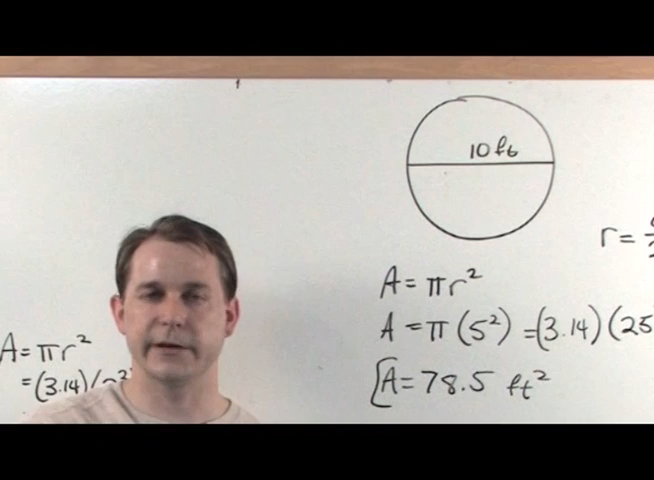 10 ft
r =
A = πr²
A = π (5²) = (3.14) (25
A = 78.5 ft²
A = πr²
= (3.14) (